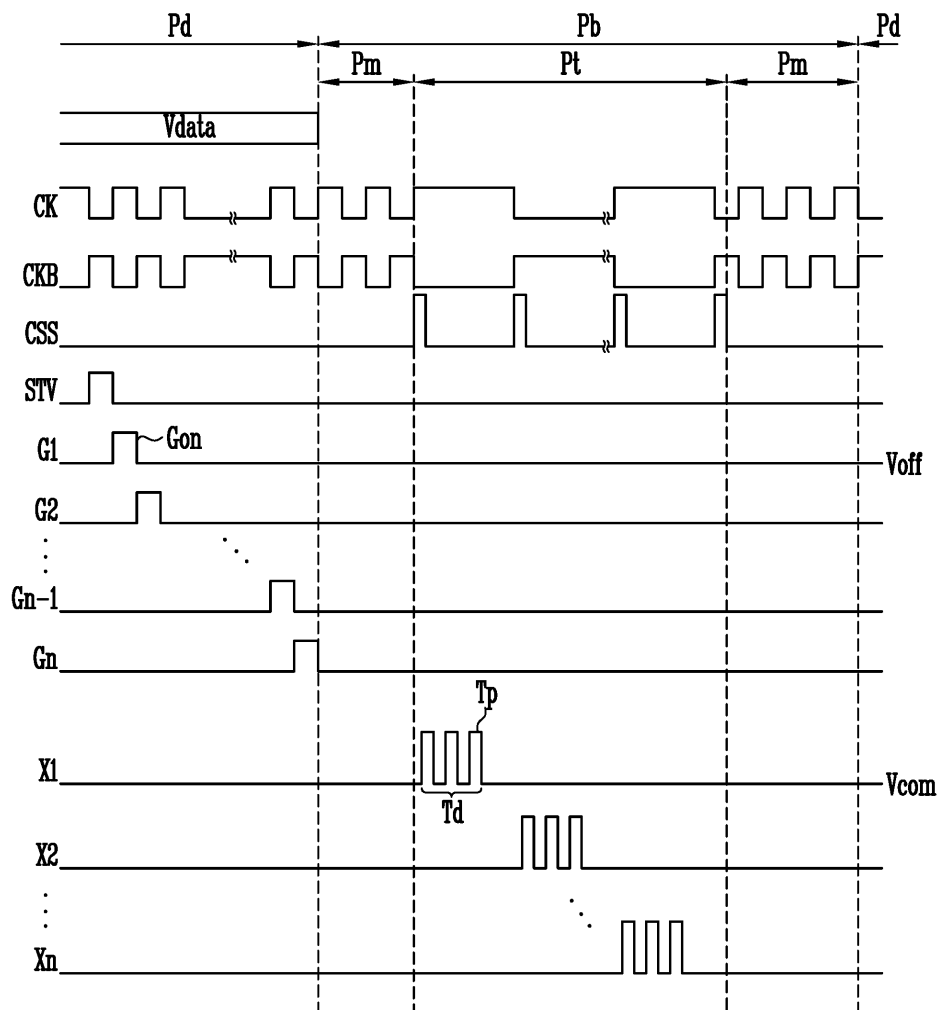 Pd Pb Pd
Pm Pt Pm
Vdata
CK
CKB
CSS
STV
G1 Gon Voff
G2
Gn-1
Gn
Tp
X1 Vcom
Td
X2
Xn